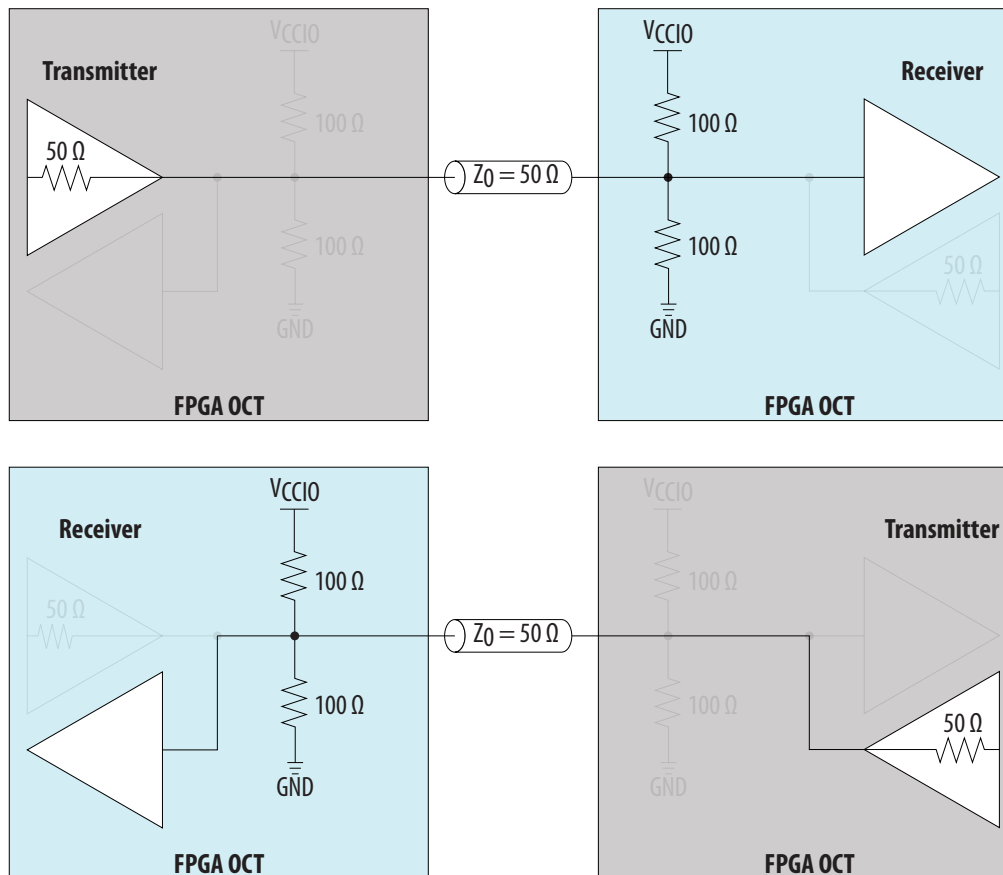 VCCIO
Transmitter
100 Ω
50 Ω
100 Ω
GND
FPGA OCT
Z0 = 50 Ω
VCCIO
Receiver
100 Ω
100 Ω
50 Ω
GND
FPGA OCT
VCCIO
Receiver
100 Ω
50 Ω
100 Ω
GND
FPGA OCT
Z0 = 50 Ω
VCCIO
Transmitter
100 Ω
100 Ω
50 Ω
GND
FPGA OCT